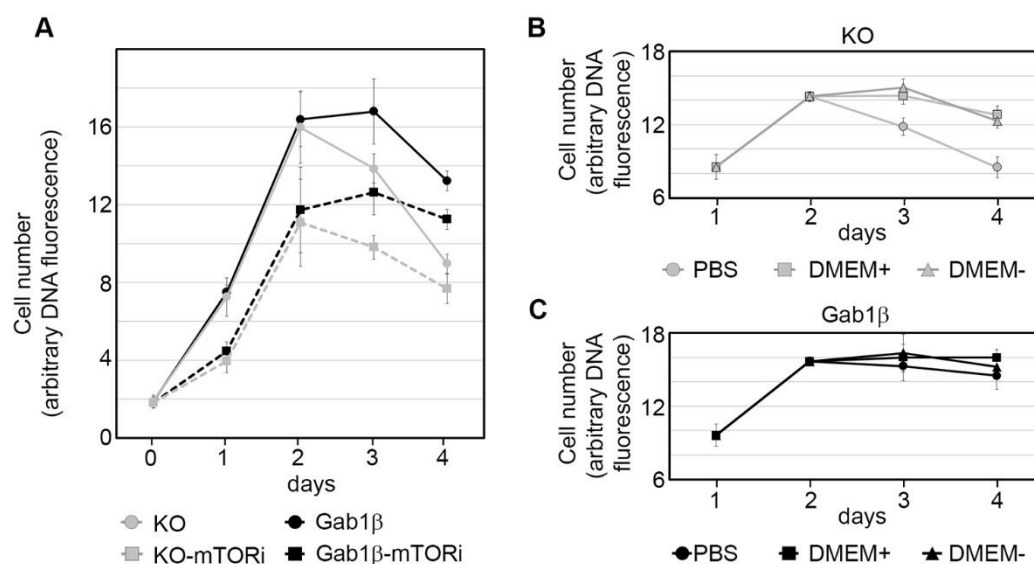 A
Cell number
(arbitrary DNA fluorescence)
16
12
8
4
0
0 1 2 3 4
days
KO Gab1β
KO-mTORi Gab1β-mTORi
B
KO
Cell number
(arbitrary DNA
fluorescence)
18
12
6
1 2 3 4
days
PBS DMEM+ DMEM-
C
Gab1β
Cell number
(arbitrary DNA
fluorescence)
18
12
6
1 2 3 4
days
PBS DMEM+ DMEM-